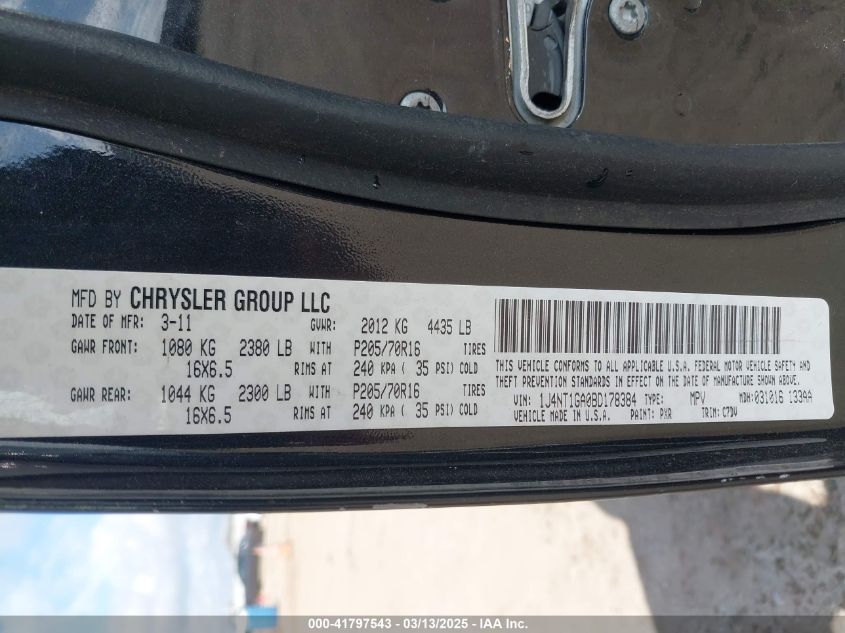 MFD BY CHRYSLER GROUP LLC
DATE OF MFR: 3-11 GVWR: 2012 KG 4435 LB
GAWR FRONT: 1080 KG 2380 LB WITH P205/70R16 TIRES
16X6.5 RIMS AT 240 KPA ( 35 PSI) COLD
GAWR REAR: 1044 KG 2300 LB WITH P205/70R16 TIRES
16X6.5 RIMS AT 240 KPA ( 35 PSI) COLD
THIS VEHICLE CONFORMS TO ALL APPLICABLE U.S.A. FEDERAL MOTOR VEHICLE SAFETY AND
THEFT PREVENTION STANDARDS IN EFFECT ON THE DATE OF MANUFACTURE SHOWN ABOVE.
VIN: 1J4NT1GA0BD178384 TYPE: MPV MDH:031016 1339AA
VEHICLE MADE IN U.S.A. PAINT: PXR TRIM: C7DV
000-41797543 - 03/13/2025 - IAA Inc.